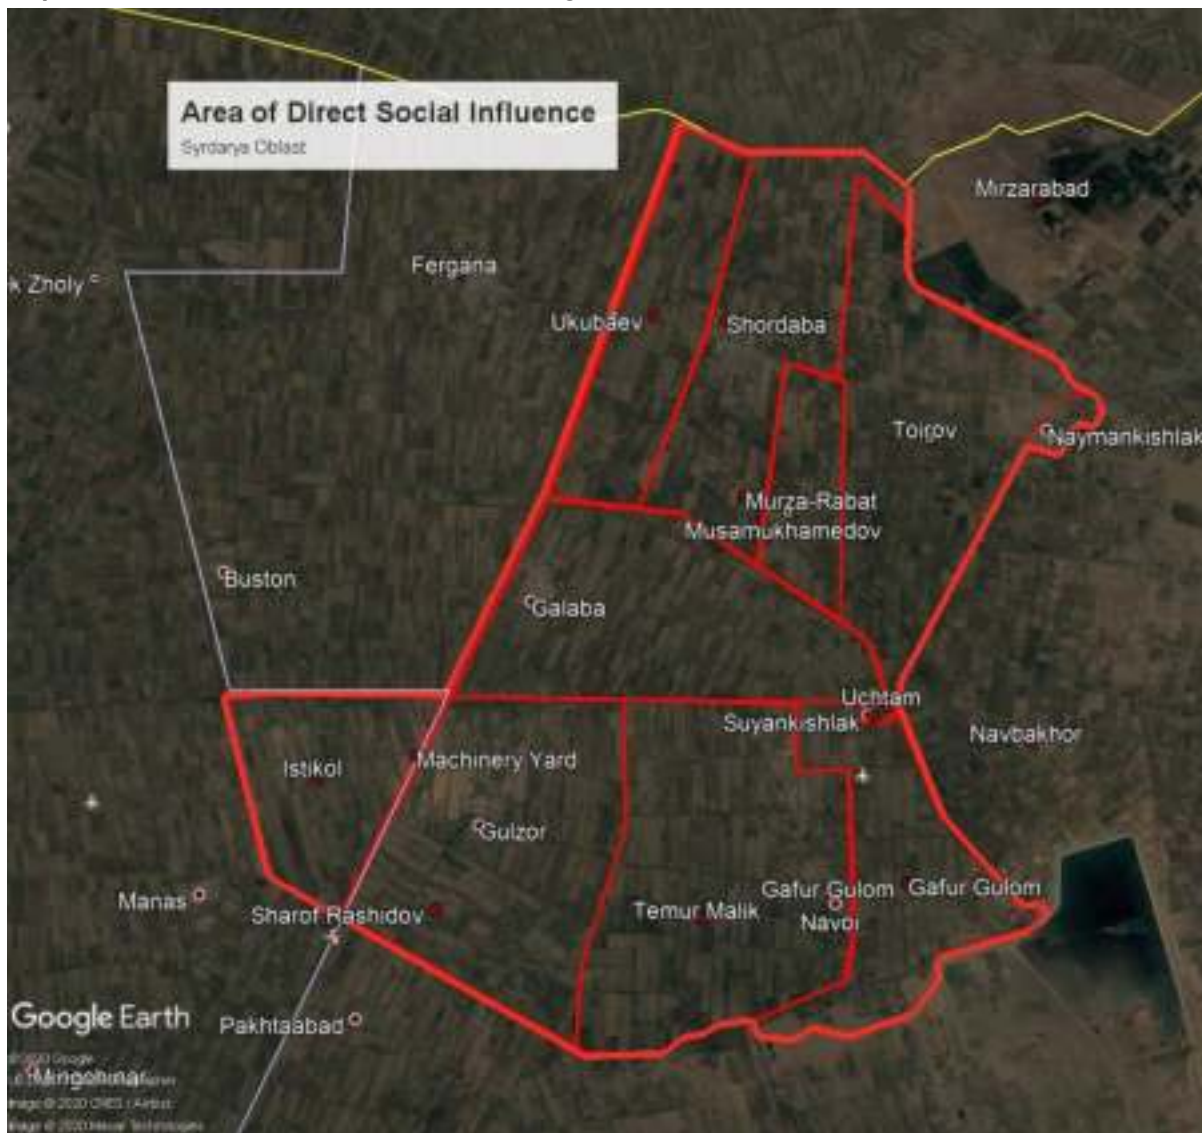 Area of Direct Social Influence
Syrdarya Oblast
Mirzarabad
Fergana
k Zholy
Ukubaev
Shordaba
Toirov
Naymankishlak
Murza-Rabat
Musamukhamedov
Buston
Galaba
Uchtam
Suyankishlak
Navbakhor
Istikol
Machinery Yard
Gulzor
Manas
Sharof Rashidov
Gafur Gulom
Gafur Gulom
Temur Malik
Navoi
Google Earth
Pakhtaabad